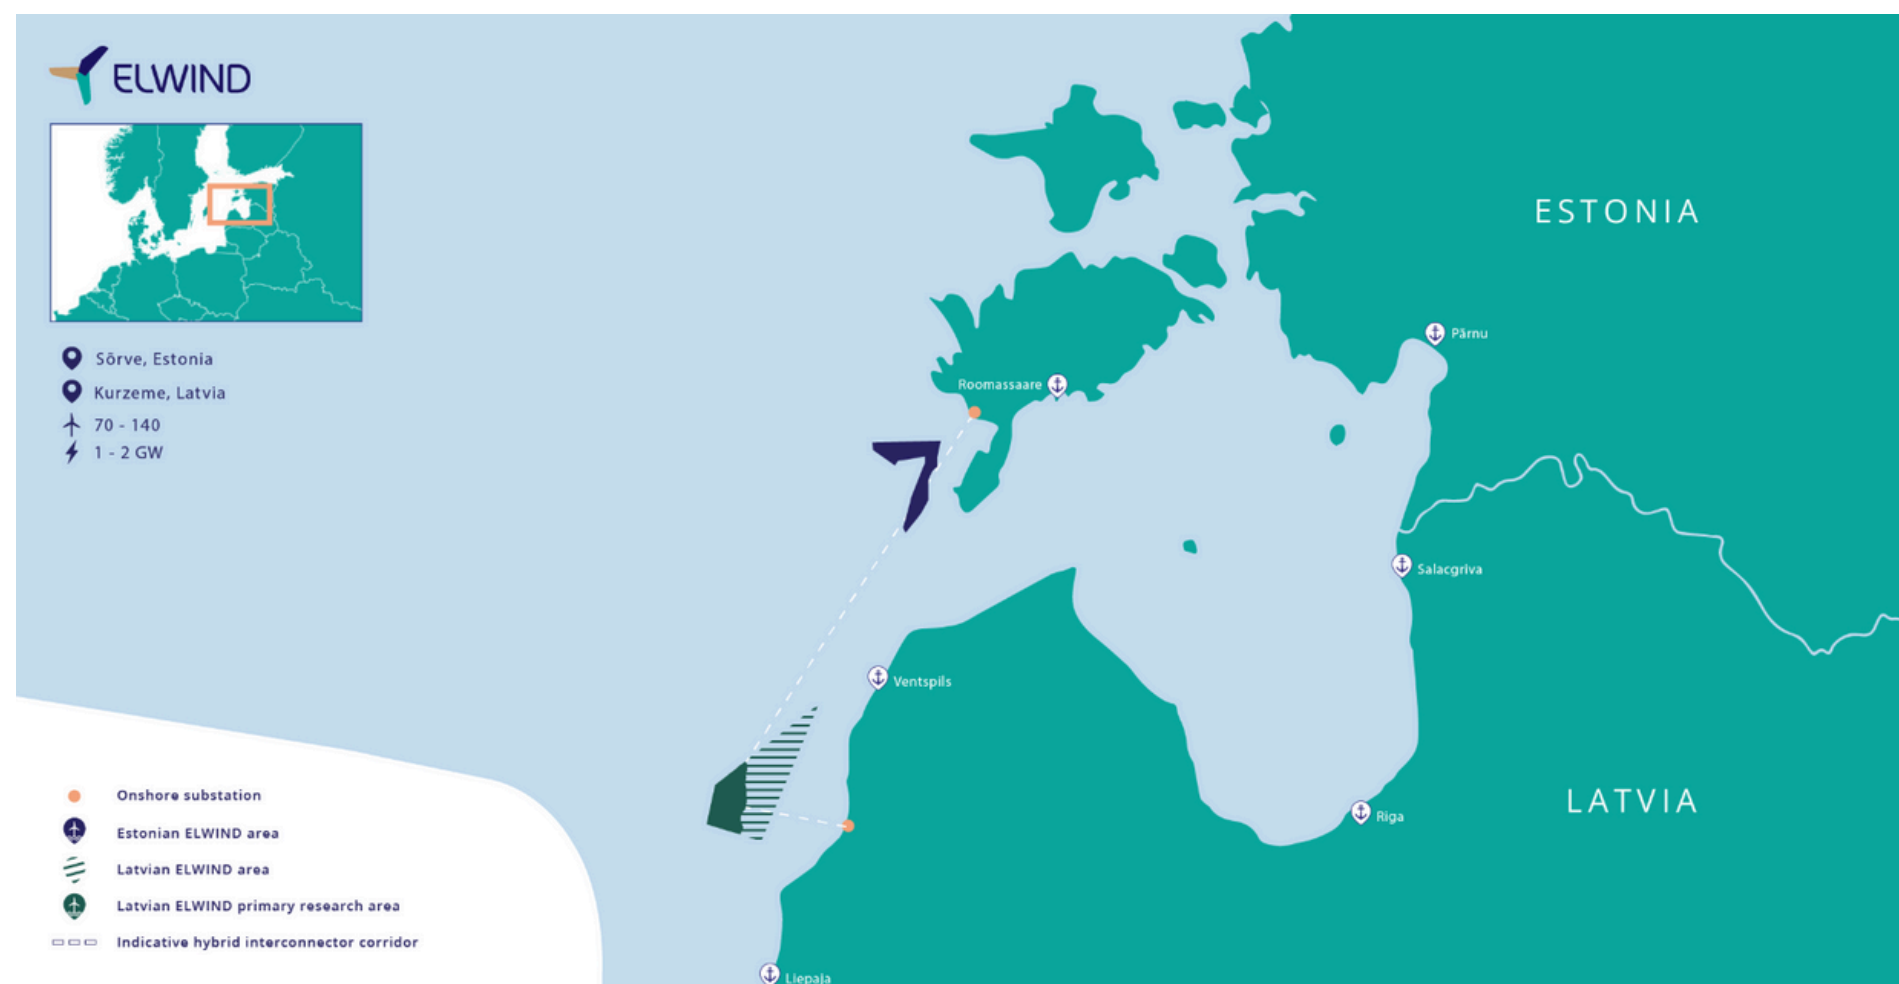 ELWIND
Sõrve, Estonia
Kurzeme, Latvia
70 - 140
1 - 2 GW
ESTONIA
Pärnu
Roomassaare
Salacgriva
Ventspils
LATVIA
Riga
Liepaja
Onshore substation
Estonian ELWIND area
Latvian ELWIND area
Latvian ELWIND primary research area
Indicative hybrid interconnector corridor